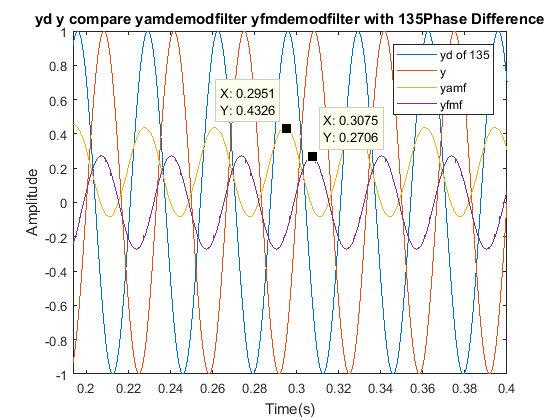 yd y compare yamdemodfilter yfmdemodfilter with 135Phase Difference
1
0.8
0.6
0.4
0.2
0
-0.2
-0.4
-0.6
-0.8
-1
Amplitude
X: 0.2951
Y: 0.4326
X: 0.3075
Y: 0.2706
yd of 135
y
yamf
yfmf
0.2
0.22
0.24
0.26
0.28
0.3
0.32
0.34
0.36
0.38
0.4
Time(s)